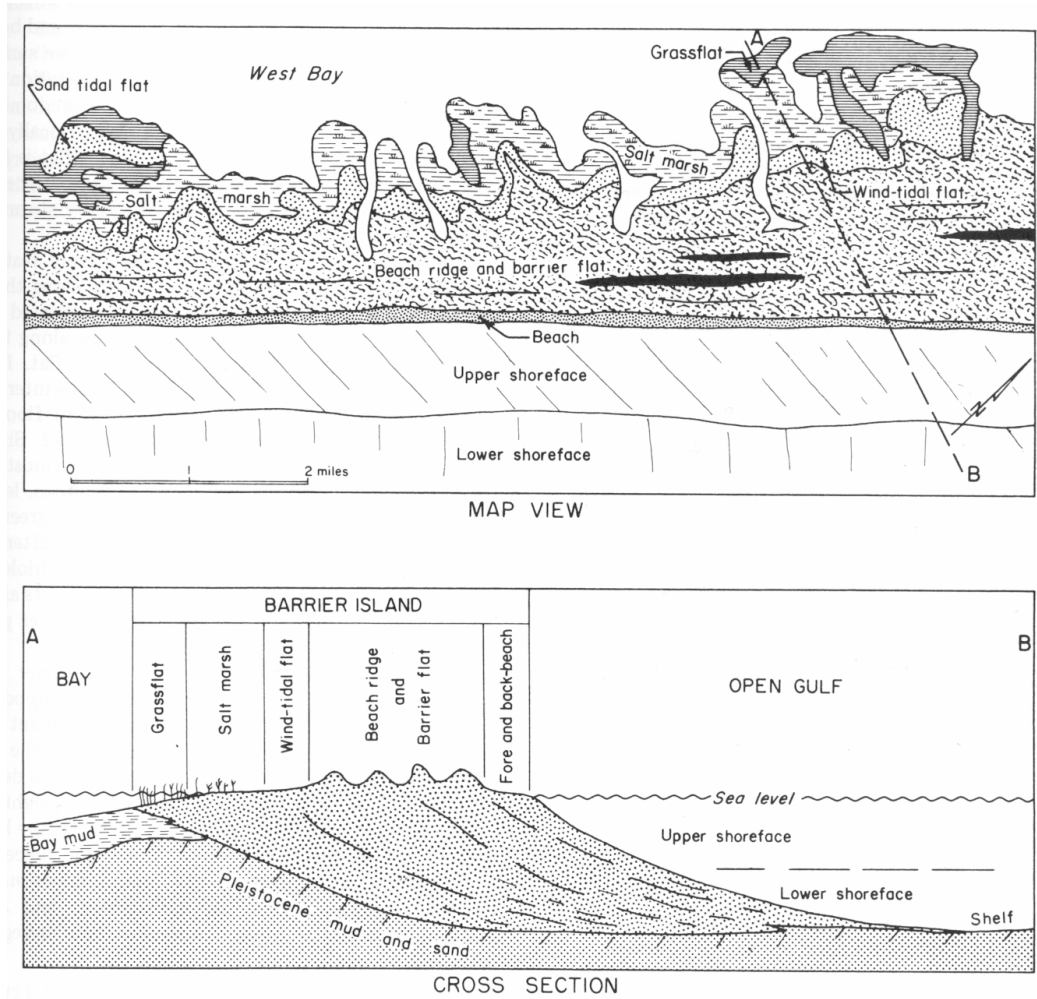 A
Grassflat
Sand tidal flat
West Bay
Salt marsh
Salt marsh
Wind-tidal flat
Beach ridge and barrier flat
Beach
Upper shoreface
N
Lower shoreface
0 1 2 miles
B
MAP VIEW
BARRIER ISLAND
A
B
BAY
Grassflat
Salt marsh
Wind-tidal flat
Beach ridge
and
Barrier flat
Fore and back-beach
OPEN GULF
Sea level
Upper shoreface
Bay mud
Lower shoreface
Shelf
Pleistocene
mud and sand
CROSS SECTION